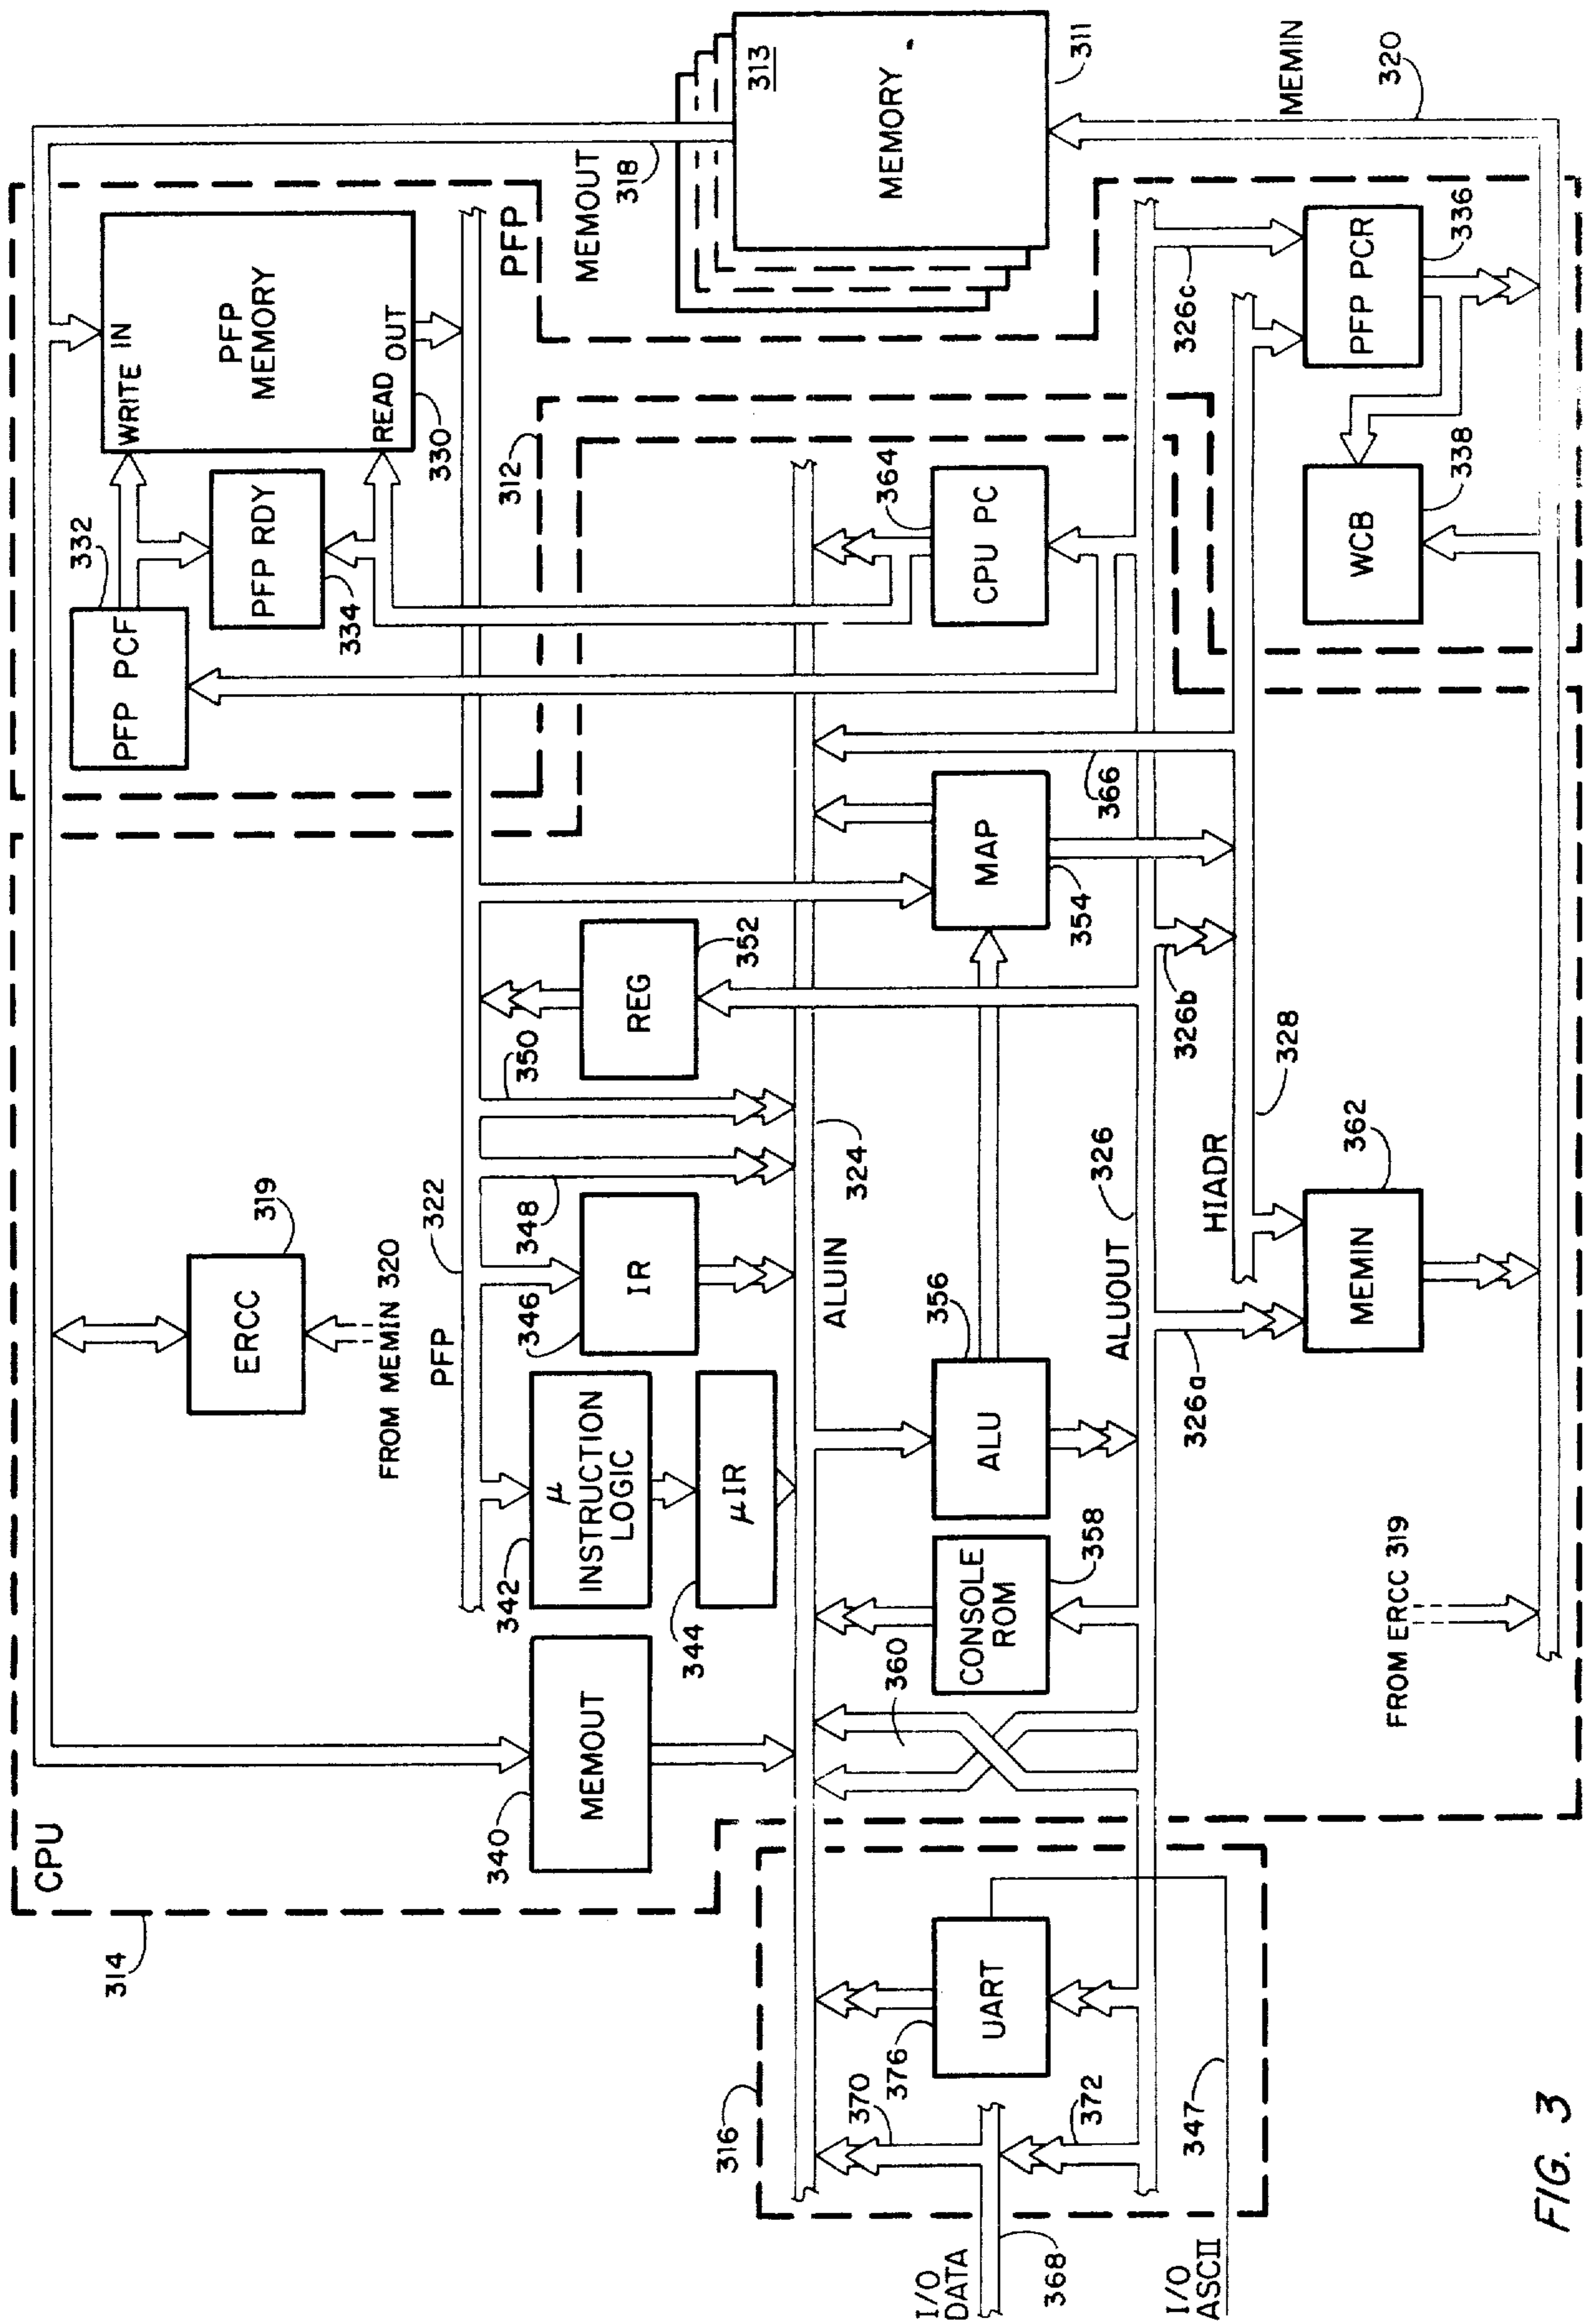 CPU
314
ERCC
319
FROM MEMIN 320
PFP PCF
332
PFP RDY
334
WRITE IN
PFP
MEMORY
READ
OUT
330
PFP
322
PFP
312
MEMOUT
318
313
MEMORY
311
MEMIN
320
MEMOUT
340
μ
INSTRUCTION
LOGIC
342
μIR
344
IR
346
348
350
REG
352
ALUIN
324
CONSOLE
ROM
358
360
ALU
356
MAP
354
366
CPU PC
364
ALUOUT
326
326a
326b
326c
HIADR
328
MEMIN
362
FROM ERCC 319
WCB
338
PFP PCR
336
316
370
376
UART
372
347
I/O
DATA
368
I/O
ASCII
FIG. 3